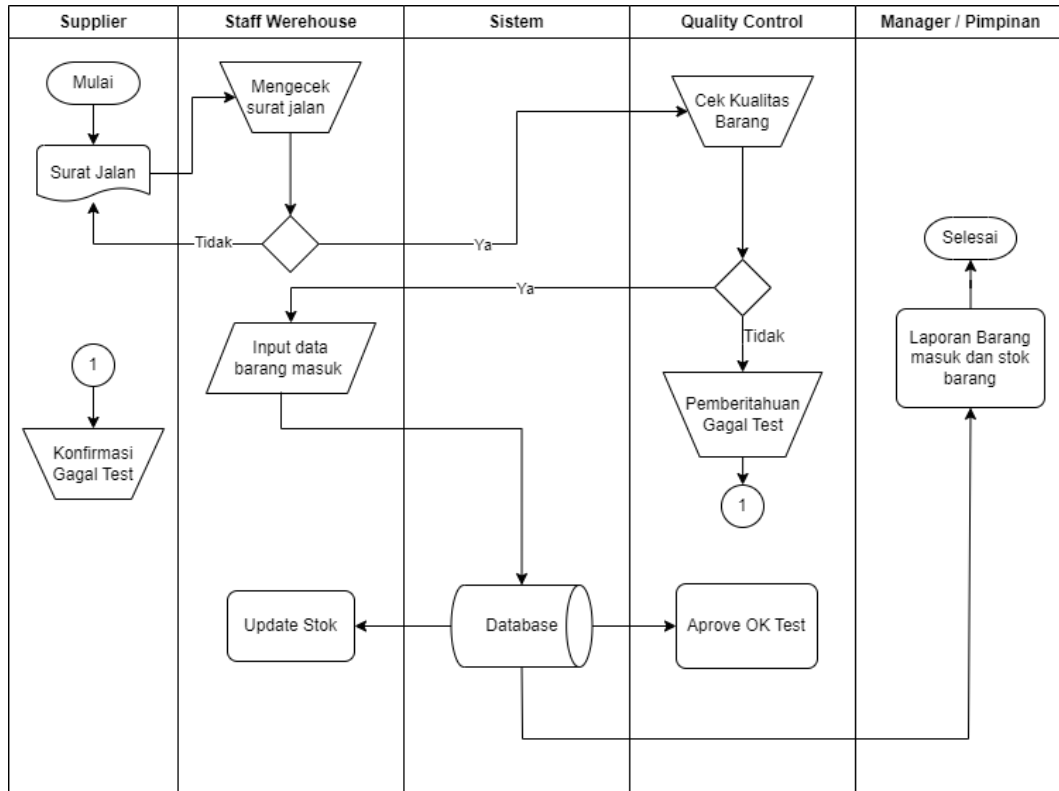 Supplier
Staff Werehouse
Sistem
Quality Control
Manager / Pimpinan
Mulai
Surat Jalan
Mengecek
surat jalan
Tidak
Ya
Cek Kualitas
Barang
Ya
Tidak
Input data
barang masuk
Pemberitahuan
Gagal Test
1
1
Konfirmasi
Gagal Test
Database
Update Stok
Aprove OK Test
Laporan Barang
masuk dan stok
barang
Selesai